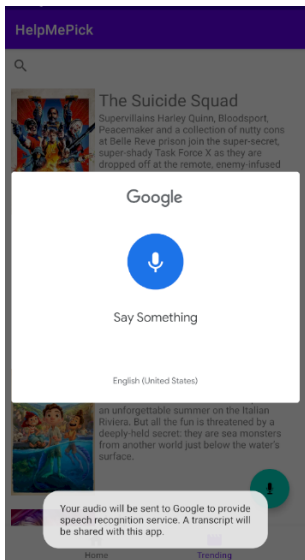 HelpMePick
The Suicide Squad
Supervillains Harley Quinn, Bloodsport,
Peacemaker and a collection of nutty cons
at Belle Reve prison join the super-secret,
super-shady Task Force X as they are
dropped off at the remote, enemy-infused
Google
Say Something
English (United States)
an unforgettable summer on the Italian
Riviera. But all the fun is threatened by a
deeply-held secret: they are sea monsters
from another world just below the water's
surface.
Your audio will be sent to Google to provide
speech recognition service. A transcript will
be shared with this app.
Home
Trending